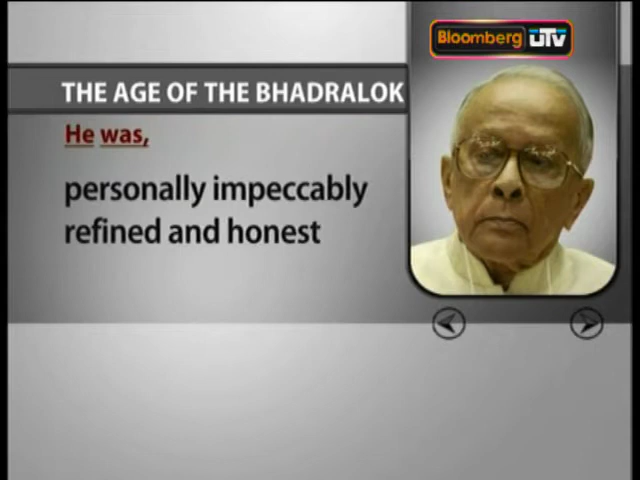 Bloomberg UTV
THE AGE OF THE BHADRALOK
He was,
personally impeccably
refined and honest